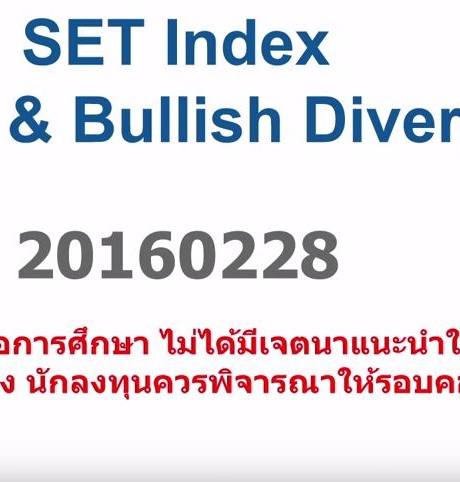 SET Index
& Bullish Diver
20160228
อการศึกษา ไม่ได้มีเจตนาแนะนำใ
ง นักลงทุนควรพิจารณาให้รอบค